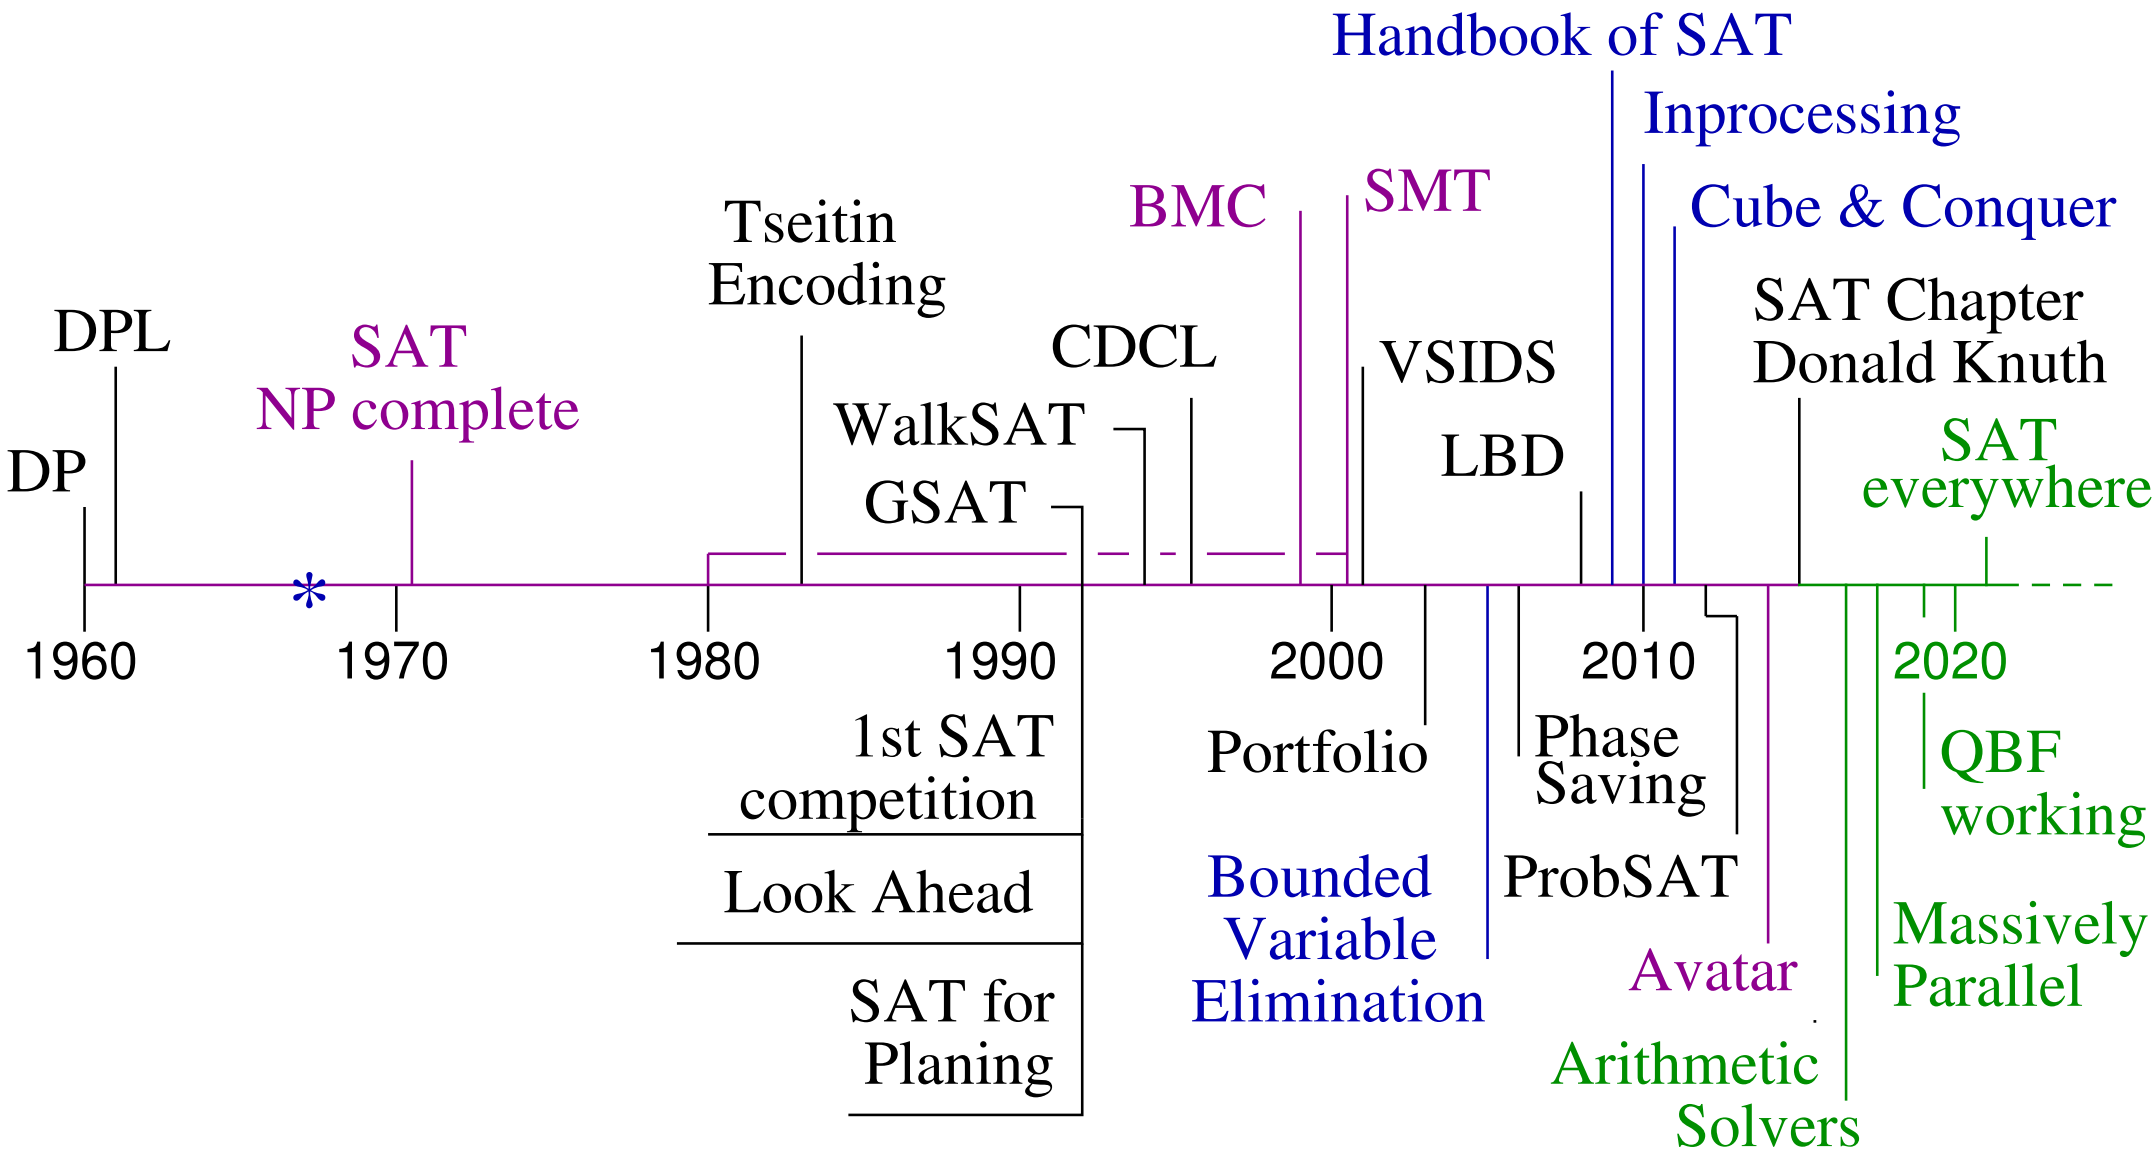 Handbook of SAT
Inprocessing
BMC
SMT
Cube & Conquer
Tseitin
Encoding
SAT Chapter
Donald Knuth
DPL
SAT
NP complete
CDCL
VSIDS
WalkSAT
LBD
SAT
everywhere
DP
GSAT
*
1960
1970
1980
1990
2000
2010
2020
1st SAT
competition
Portfolio
Phase
Saving
QBF
working
Look Ahead
Bounded
Variable
Elimination
ProbSAT
Massively
Parallel
Avatar
SAT for
Planing
Arithmetic
Solvers